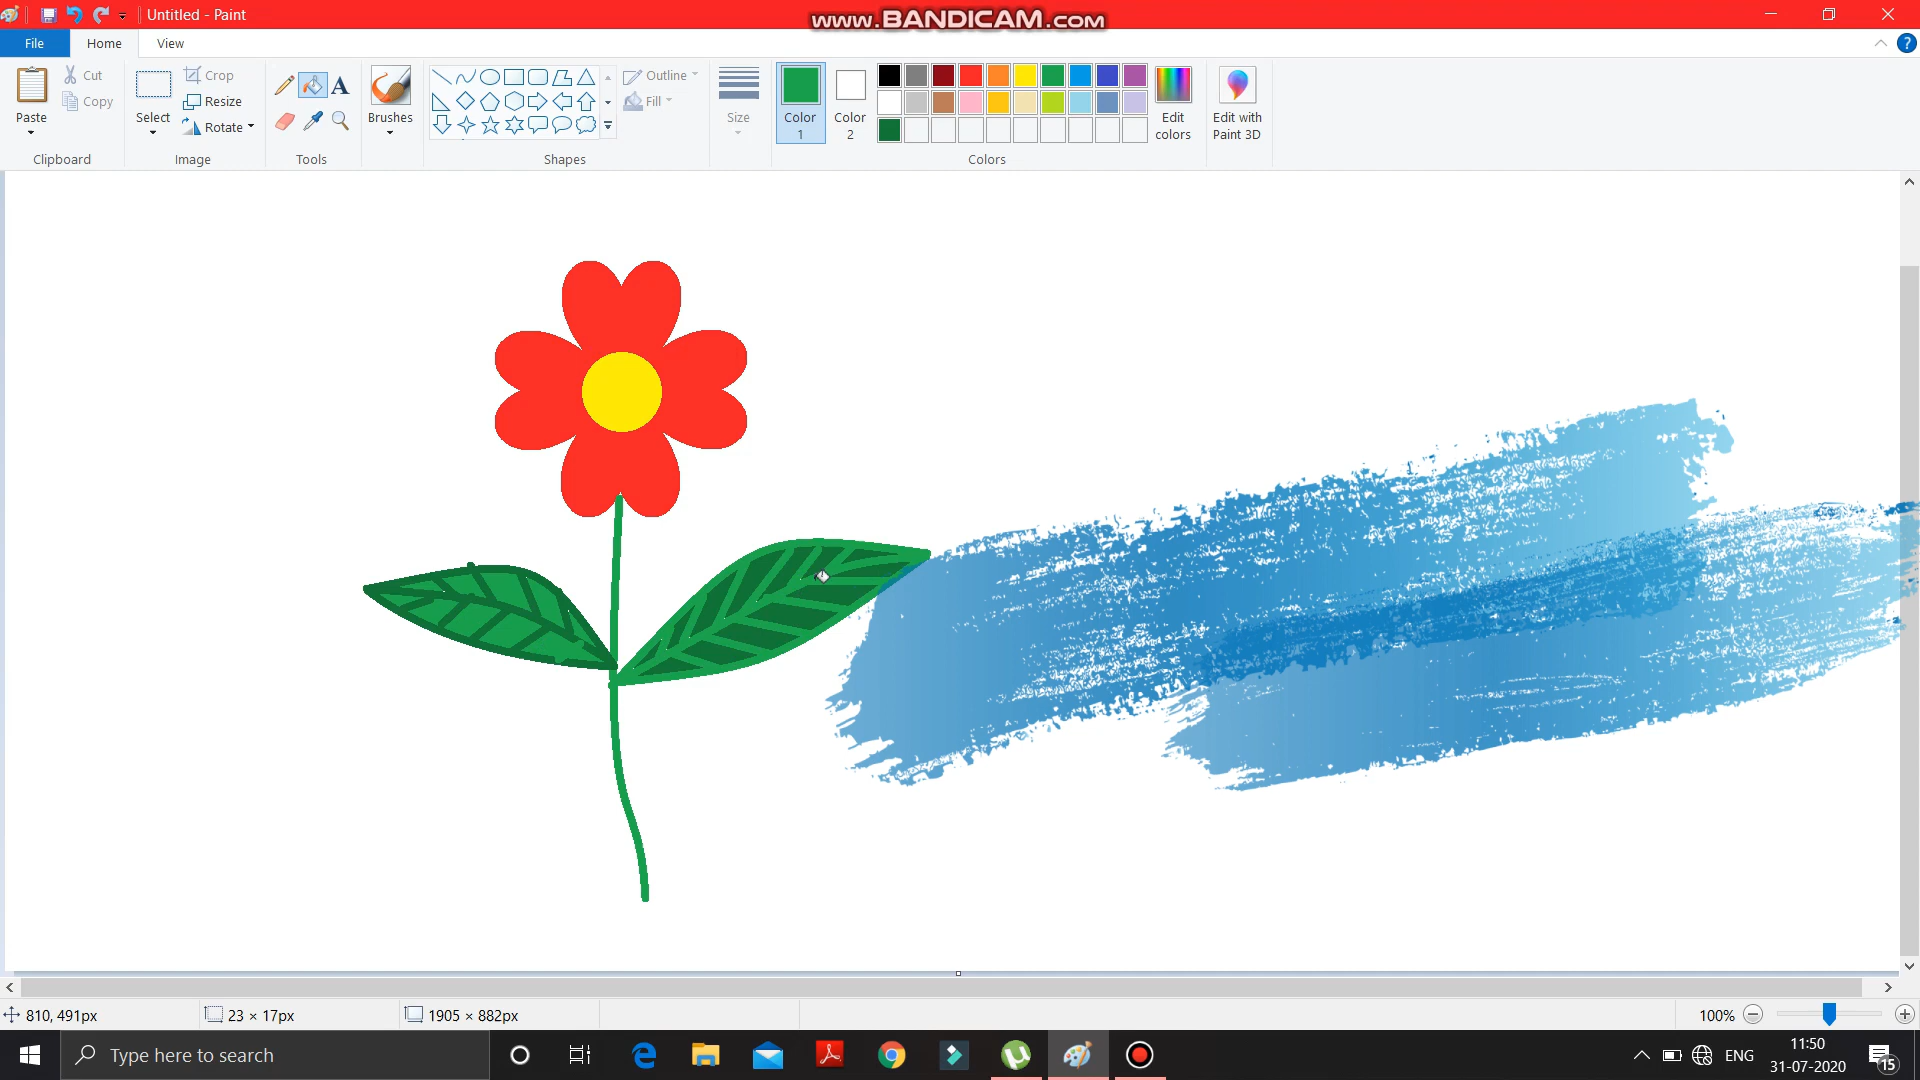 Untitled - Paint
www.BANDICAM.com
File
Home
View
Paste
Cut
Copy
Clipboard
Select
Crop
Resize
Rotate
Image
A
Tools
Brushes
Outline
Fill
Shapes
Size
Color
1
Color
2
Edit
colors
Colors
Edit with
Paint 3D
810, 491px
23 × 17px
1905 × 882px
100%
Type here to search
ENG
11:50
31-07-2020
15